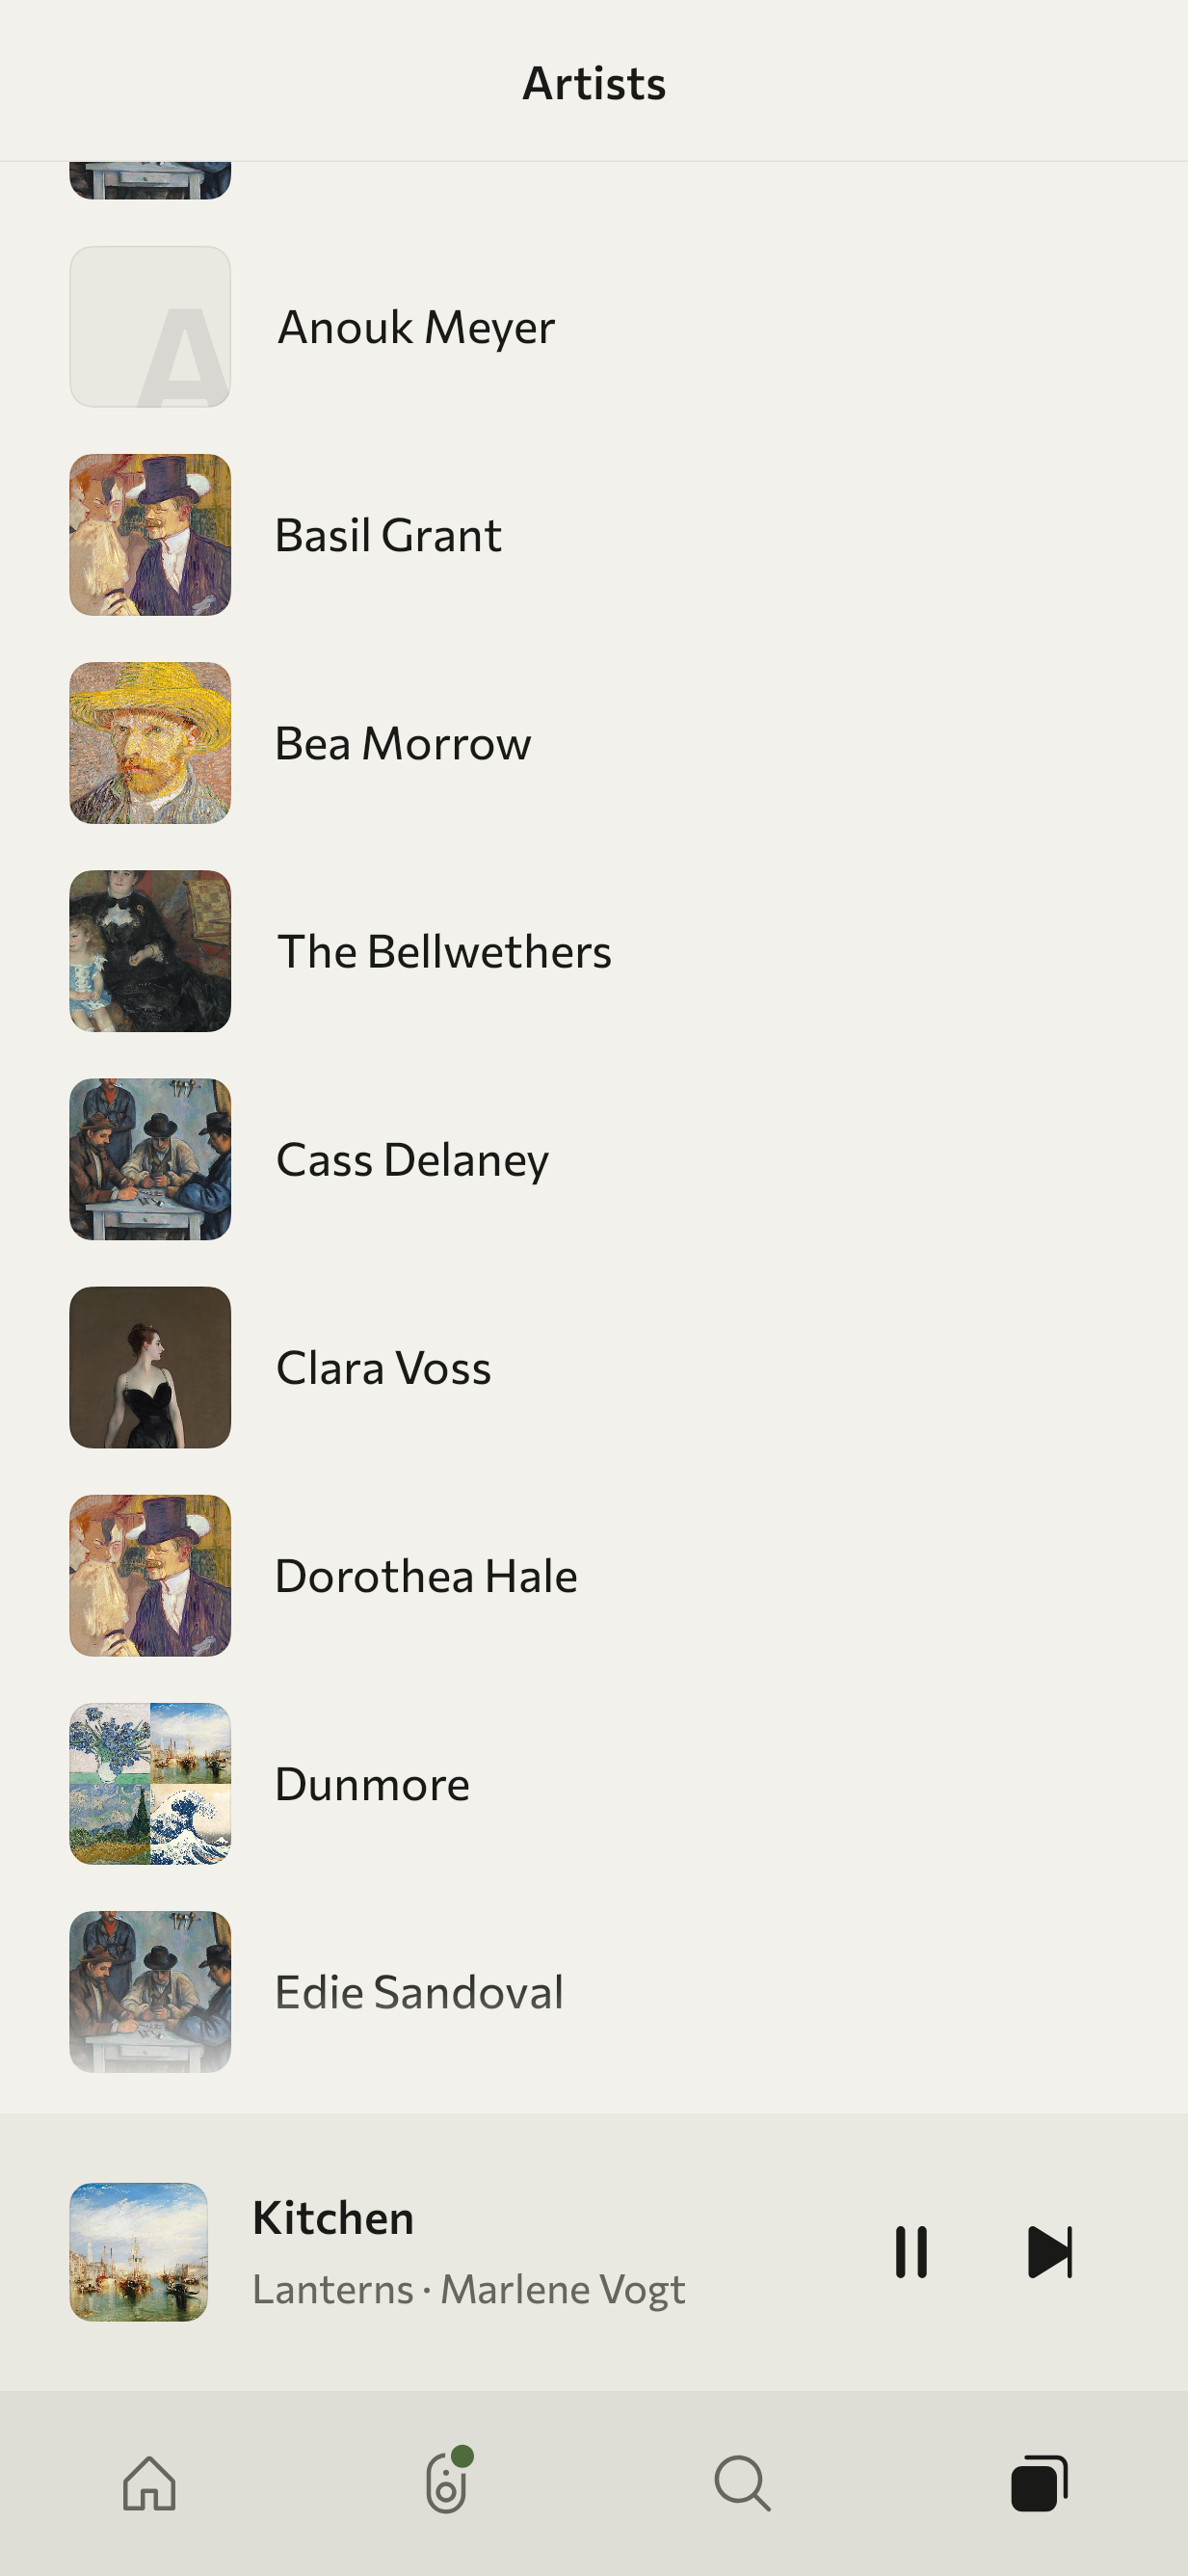 Artists
A
Anouk Meyer
Basil Grant
Bea Morrow
The Bellwethers
Cass Delaney
Clara Voss
Dorothea Hale
Dunmore
Edie Sandoval
Kitchen
Lanterns · Marlene Vogt